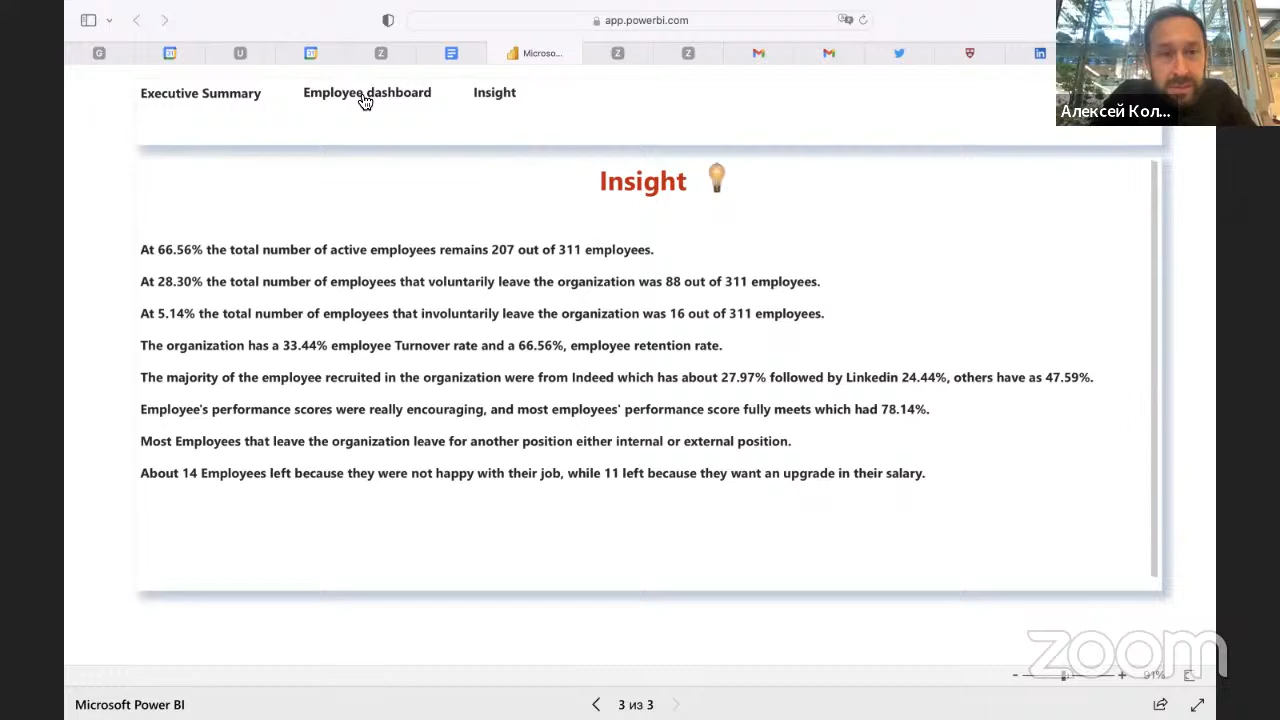 app.powerbi.com
G
U
Z
Microso...
Z
Z
in
Executive Summary
Employee dashboard
Insight
Алексей Кол...
Insight
At 66.56% the total number of active employees remains 207 out of 311 employees.
At 28.30% the total number of employees that voluntarily leave the organization was 88 out of 311 employees.
At 5.14% the total number of employees that involuntarily leave the organization was 16 out of 311 employees.
The organization has a 33.44% employee Turnover rate and a 66.56%, employee retention rate.
The majority of the employee recruited in the organization were from Indeed which has about 27.97% followed by Linkedin 24.44%, others have as 47.59%.
Employee's performance scores were really encouraging, and most employees' performance score fully meets which had 78.14%.
Most Employees that leave the organization leave for another position either internal or external position.
About 14 Employees left because they were not happy with their job, while 11 left because they want an upgrade in their salary.
zoom
- + 91%
Microsoft Power BI
3 из 3